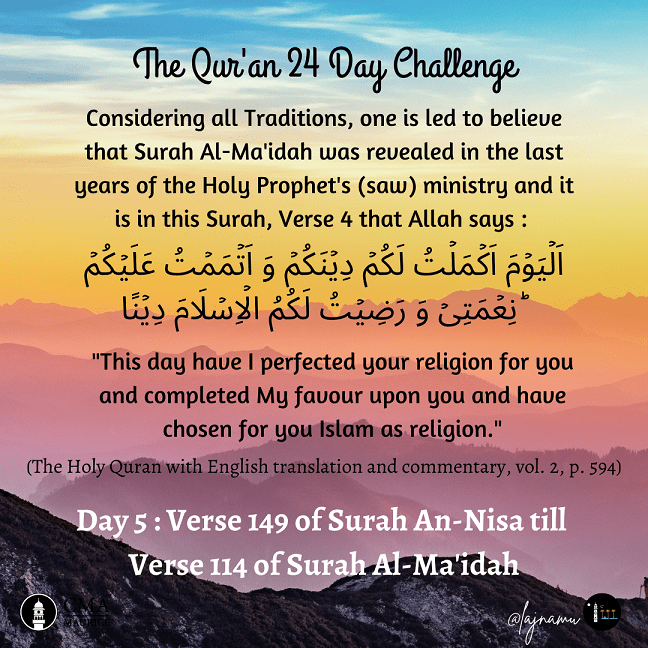 The Qur'an 24 Day Challenge
Considering all Traditions, one is led to believe
that Surah Al-Ma'idah was revealed in the last
years of the Holy Prophet's (saw) ministry and it
is in this Surah, Verse 4 that Allah says :
اَلۡیَوۡمَ اَکۡمَلۡتُ لَکُمۡ دِیۡنَکُمۡ وَ اَتۡمَمۡتُ عَلَیۡکُمۡ
نِعۡمَتِیۡ وَ رَضِیۡتُ لَکُمُ الۡاِسۡلَامَ دِیۡنًا ؕ
"This day have I perfected your religion for you
and completed My favour upon you and have
chosen for you Islam as religion."
(The Holy Quran with English translation and commentary, vol. 2, p. 594)
Day 5 : Verse 149 of Surah An-Nisa till
Verse 114 of Surah Al-Ma'idah
@lajnamu